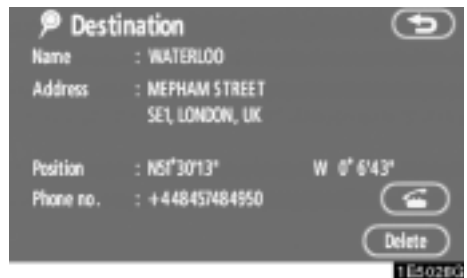 Destination
Name : WATERLOO
Address : MEPHAM STREET
SE1, LONDON, UK
Position : N51°30'13" W 0°6'43"
Phone no. : +448457484950
Delete
1E502BG